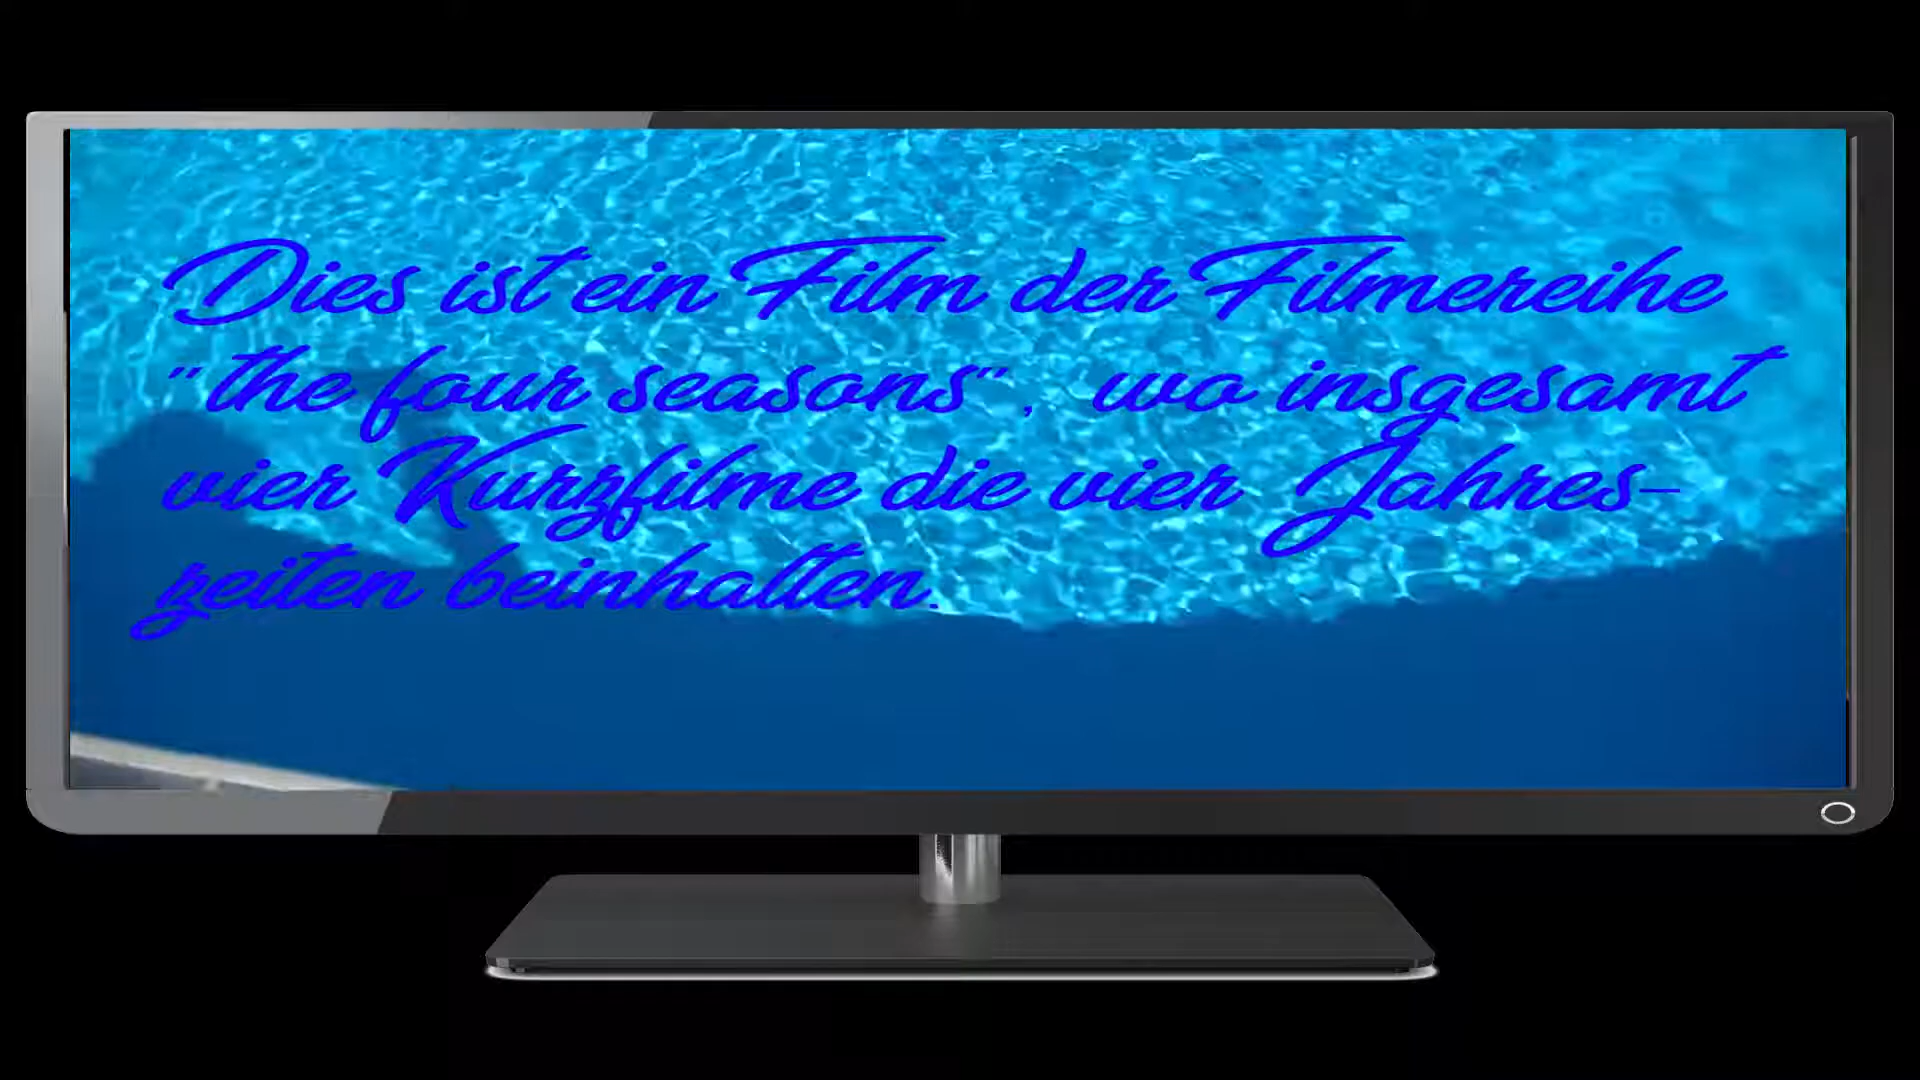 Dies ist ein Film der Filmereihe
"the four seasons", wo insgesamt
vier Kurzfilme die vier Jahres-
zeiten beinhalten.